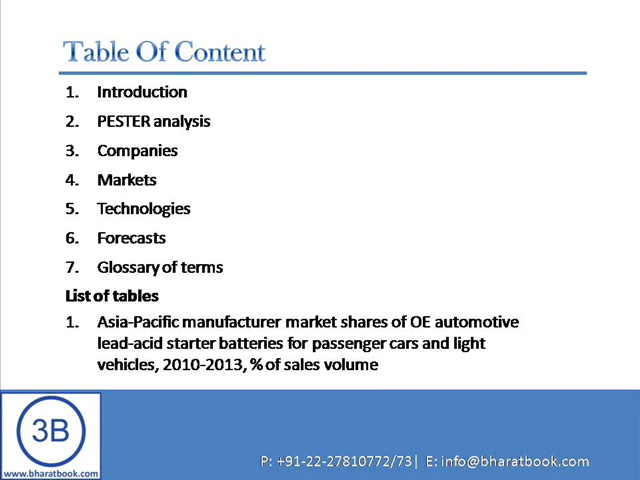 Table Of Content
1. Introduction
2. PESTER analysis
3. Companies
4. Markets
5. Technologies
6. Forecasts
7. Glossary of terms
List of tables
1. Asia-Pacific manufacturer market shares of OE automotive
lead-acid starter batteries for passenger cars and light
vehicles, 2010-2013, % of sales volume
3B
www.bharatbook.com
P: +91-22-27810772/73| E: info@bharatbook.com